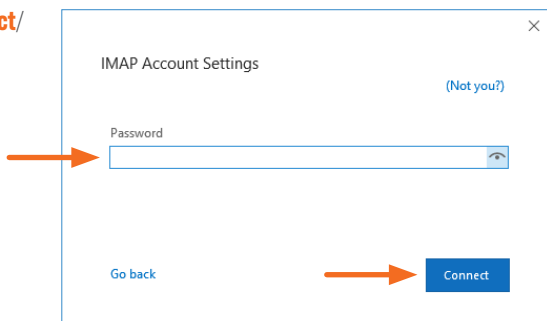 ct/
IMAP Account Settings
(Not you?)
Password
Go back
Connect